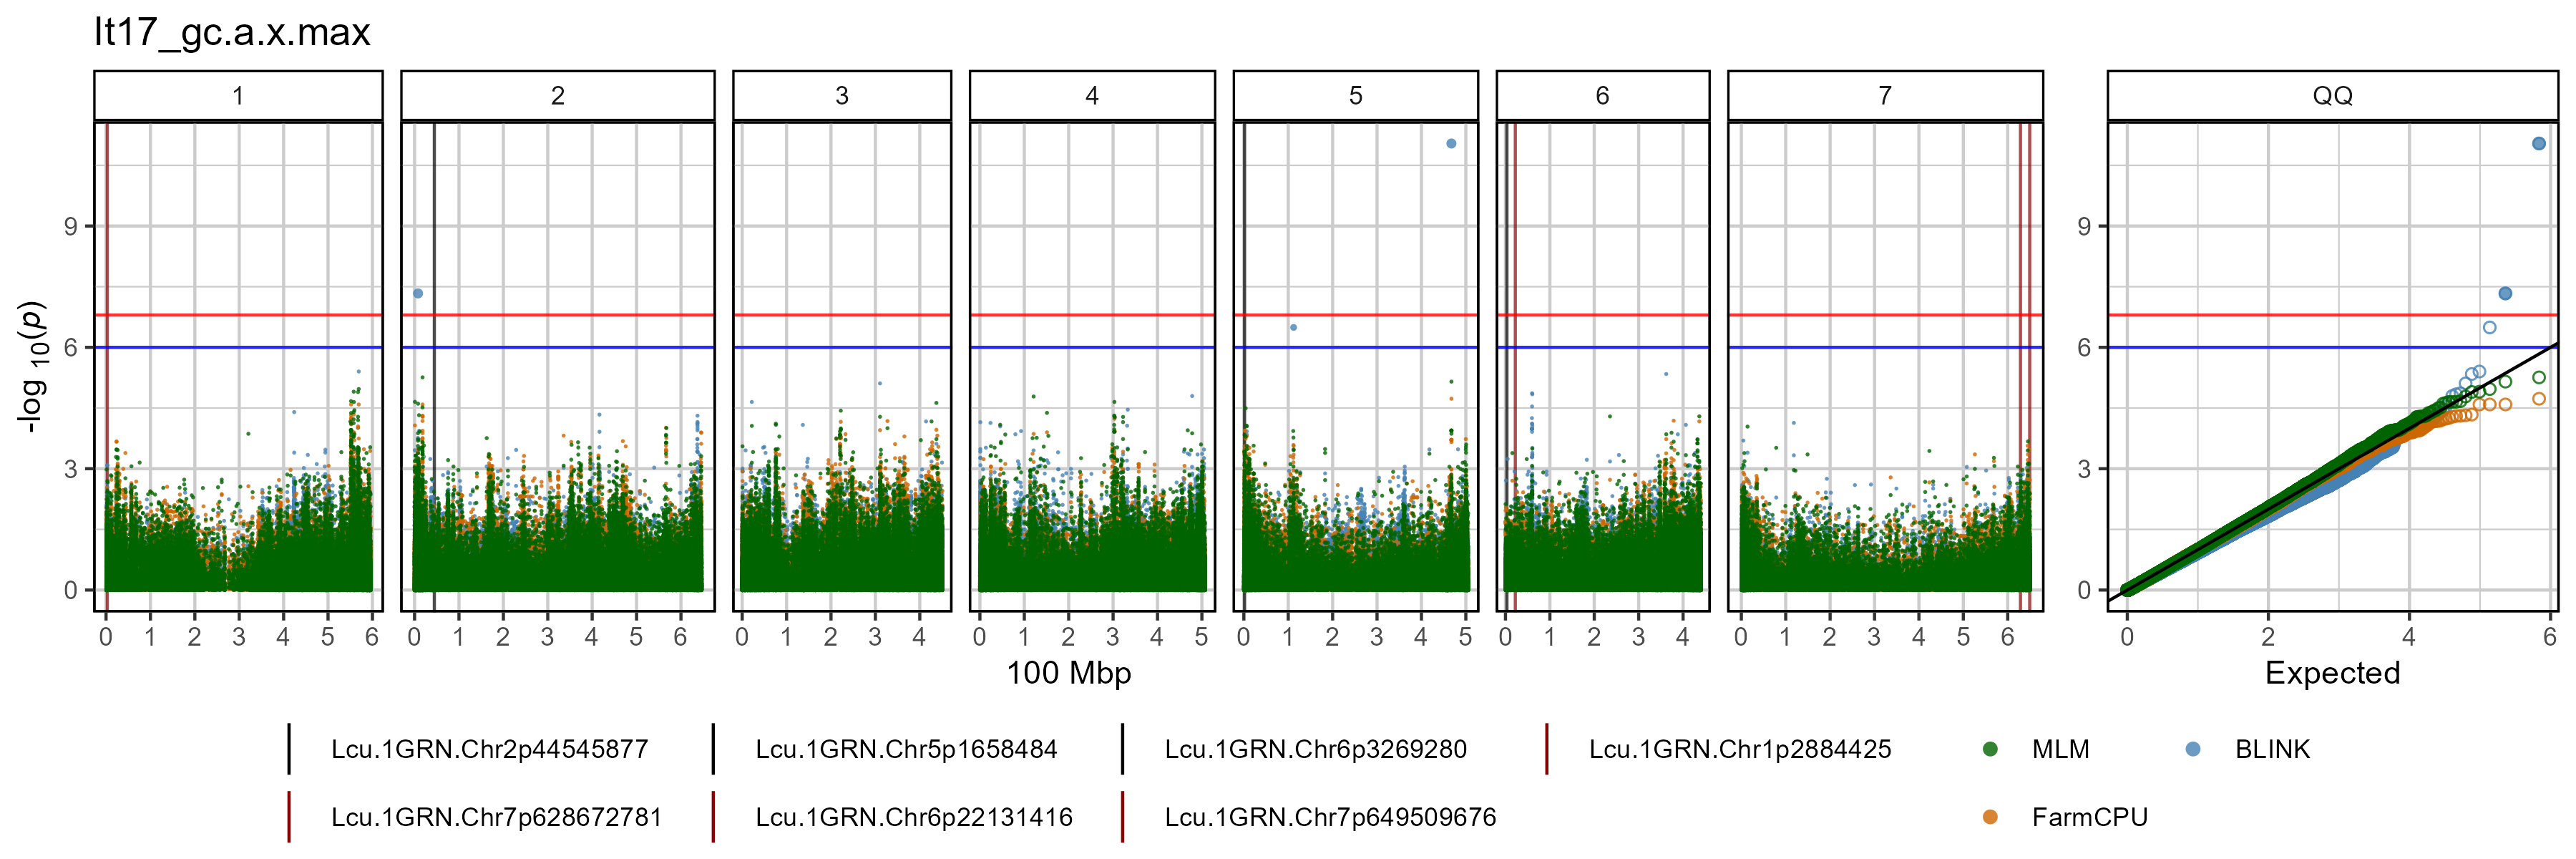 It17_gc.a.x.max
1 2 3 4 5 6 7 QQ
9 9
6 6
3 3
0 0
-log 10(p)
0 1 2 3 4 5 6 0 1 2 3 4 5 6 0 1 2 3 4 0 1 2 3 4 5 0 1 2 3 4 5 0 1 2 3 4 0 1 2 3 4 5 6 0 2 4 6
100 Mbp Expected
Lcu.1GRN.Chr2p44545877 Lcu.1GRN.Chr5p1658484 Lcu.1GRN.Chr6p3269280 Lcu.1GRN.Chr1p2884425 MLM BLINK
Lcu.1GRN.Chr7p628672781 Lcu.1GRN.Chr6p22131416 Lcu.1GRN.Chr7p649509676 FarmCPU